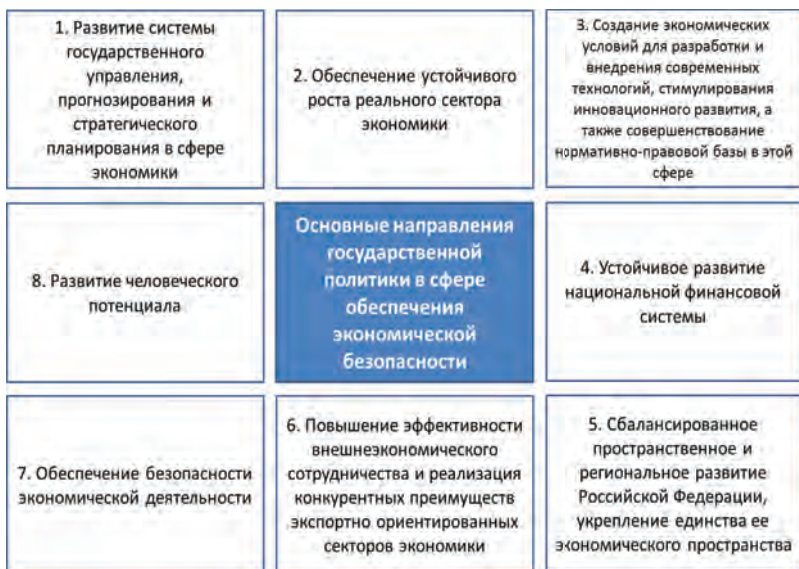 1. Развитие системы
государственного
управления,
прогнозирования и
стратегического
планирования в сфере
экономики
2. Обеспечение устойчивого
роста реального сектора
экономики
3. Создание экономических
условий для разработки и
внедрения современных
технологий, стимулирования
инновационного развития, а
также совершенствование
нормативно-правовой базы в этой
сфере
8. Развитие человеческого
потенциала
Основные направления
государственной
политики в сфере
обеспечения
экономической
безопасности
4. Устойчивое развитие
национальной финансовой
системы
7. Обеспечение безопасности
экономической деятельности
6. Повышение эффективности
внешнеэкономического
сотрудничества и реализация
конкурентных преимуществ
экспортно ориентированных
секторов экономики
5. Сбалансированное
пространственное и
региональное развитие
Российской Федерации,
укрепление единства ее
экономического пространства